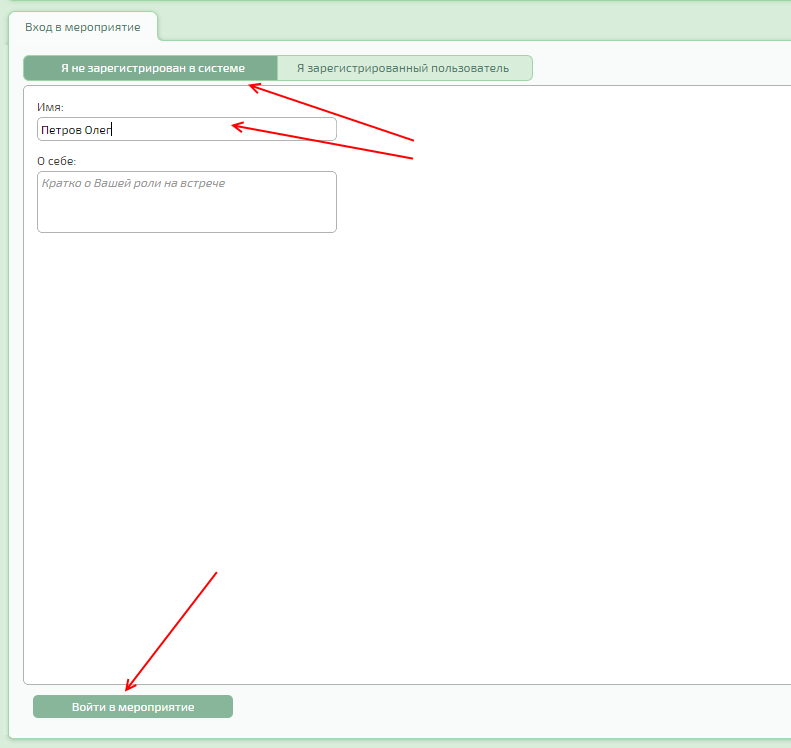 Вход в мероприятие
Я не зарегистрирован в системе
Я зарегистрированный пользователь
Имя:
Петров Олег
О себе:
Кратко о Вашей роли на встрече
Войти в мероприятие